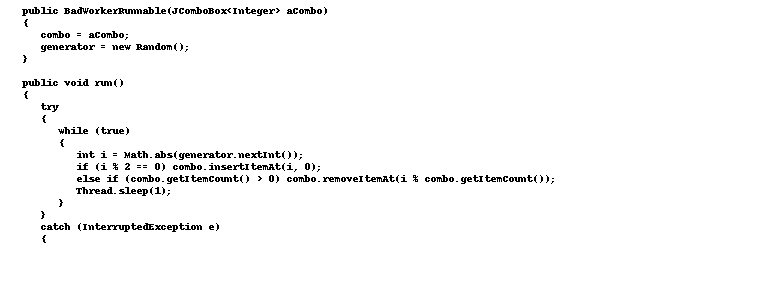 public BadWorkerRunnable(JComboBox<Integer> aCombo)
{
combo = aCombo;
generator = new Random();
}
public void run()
{
try
{
while (true)
{
int i = Math.abs(generator.nextInt());
if (i % 2 == 0) combo.insertItemAt(i, 0);
else if (combo.getItemCount() > 0) combo.removeItemAt(i % combo.getItemCount());
Thread.sleep(1);
}
}
catch (InterruptedException e)
{